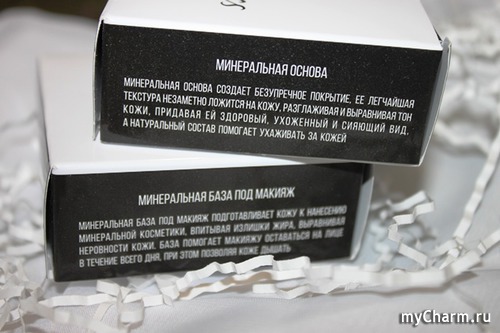 МИНЕРАЛЬНАЯ ОСНОВА
МИНЕРАЛЬНАЯ ОСНОВА СОЗДАЕТ БЕЗУПРЕЧНОЕ ПОКРЫТИЕ, ЕЕ ЛЕГЧАЙШАЯ
ТЕКСТУРА НЕЗАМЕТНО ЛОЖИТСЯ НА КОЖУ, РАЗГЛАЖИВАЯ И ВЫРАВНИВАЯ ТОН
КОЖИ, ПРИДАВАЯ ЕЙ ЗДОРОВЫЙ, УХОЖЕННЫЙ И СИЯЮЩИЙ ВИД,
А НАТУРАЛЬНЫЙ СОСТАВ ПОМОГАЕТ УХАЖИВАТЬ ЗА КОЖЕЙ
МИНЕРАЛЬНАЯ БАЗА ПОД МАКИЯЖ
МИНЕРАЛЬНАЯ БАЗА ПОД МАКИЯЖ ПОДГОТАВЛИВАЕТ КОЖУ К НАНЕСЕНИЮ
МИНЕРАЛЬНОЙ КОСМЕТИКИ, ВПИТЫВАЯ ИЗЛИШКИ ЖИРА, ВЫРАВНИВАЯ
НЕРОВНОСТИ КОЖИ. БАЗА ПОМОГАЕТ МАКИЯЖУ ОСТАВАТЬСЯ НА ЛИЦЕ
В ТЕЧЕНИЕ ВСЕГО ДНЯ, ПРИ ЭТОМ ПОЗВОЛЯЯ КОЖЕ ДЫШАТЬ
myCharm.ru